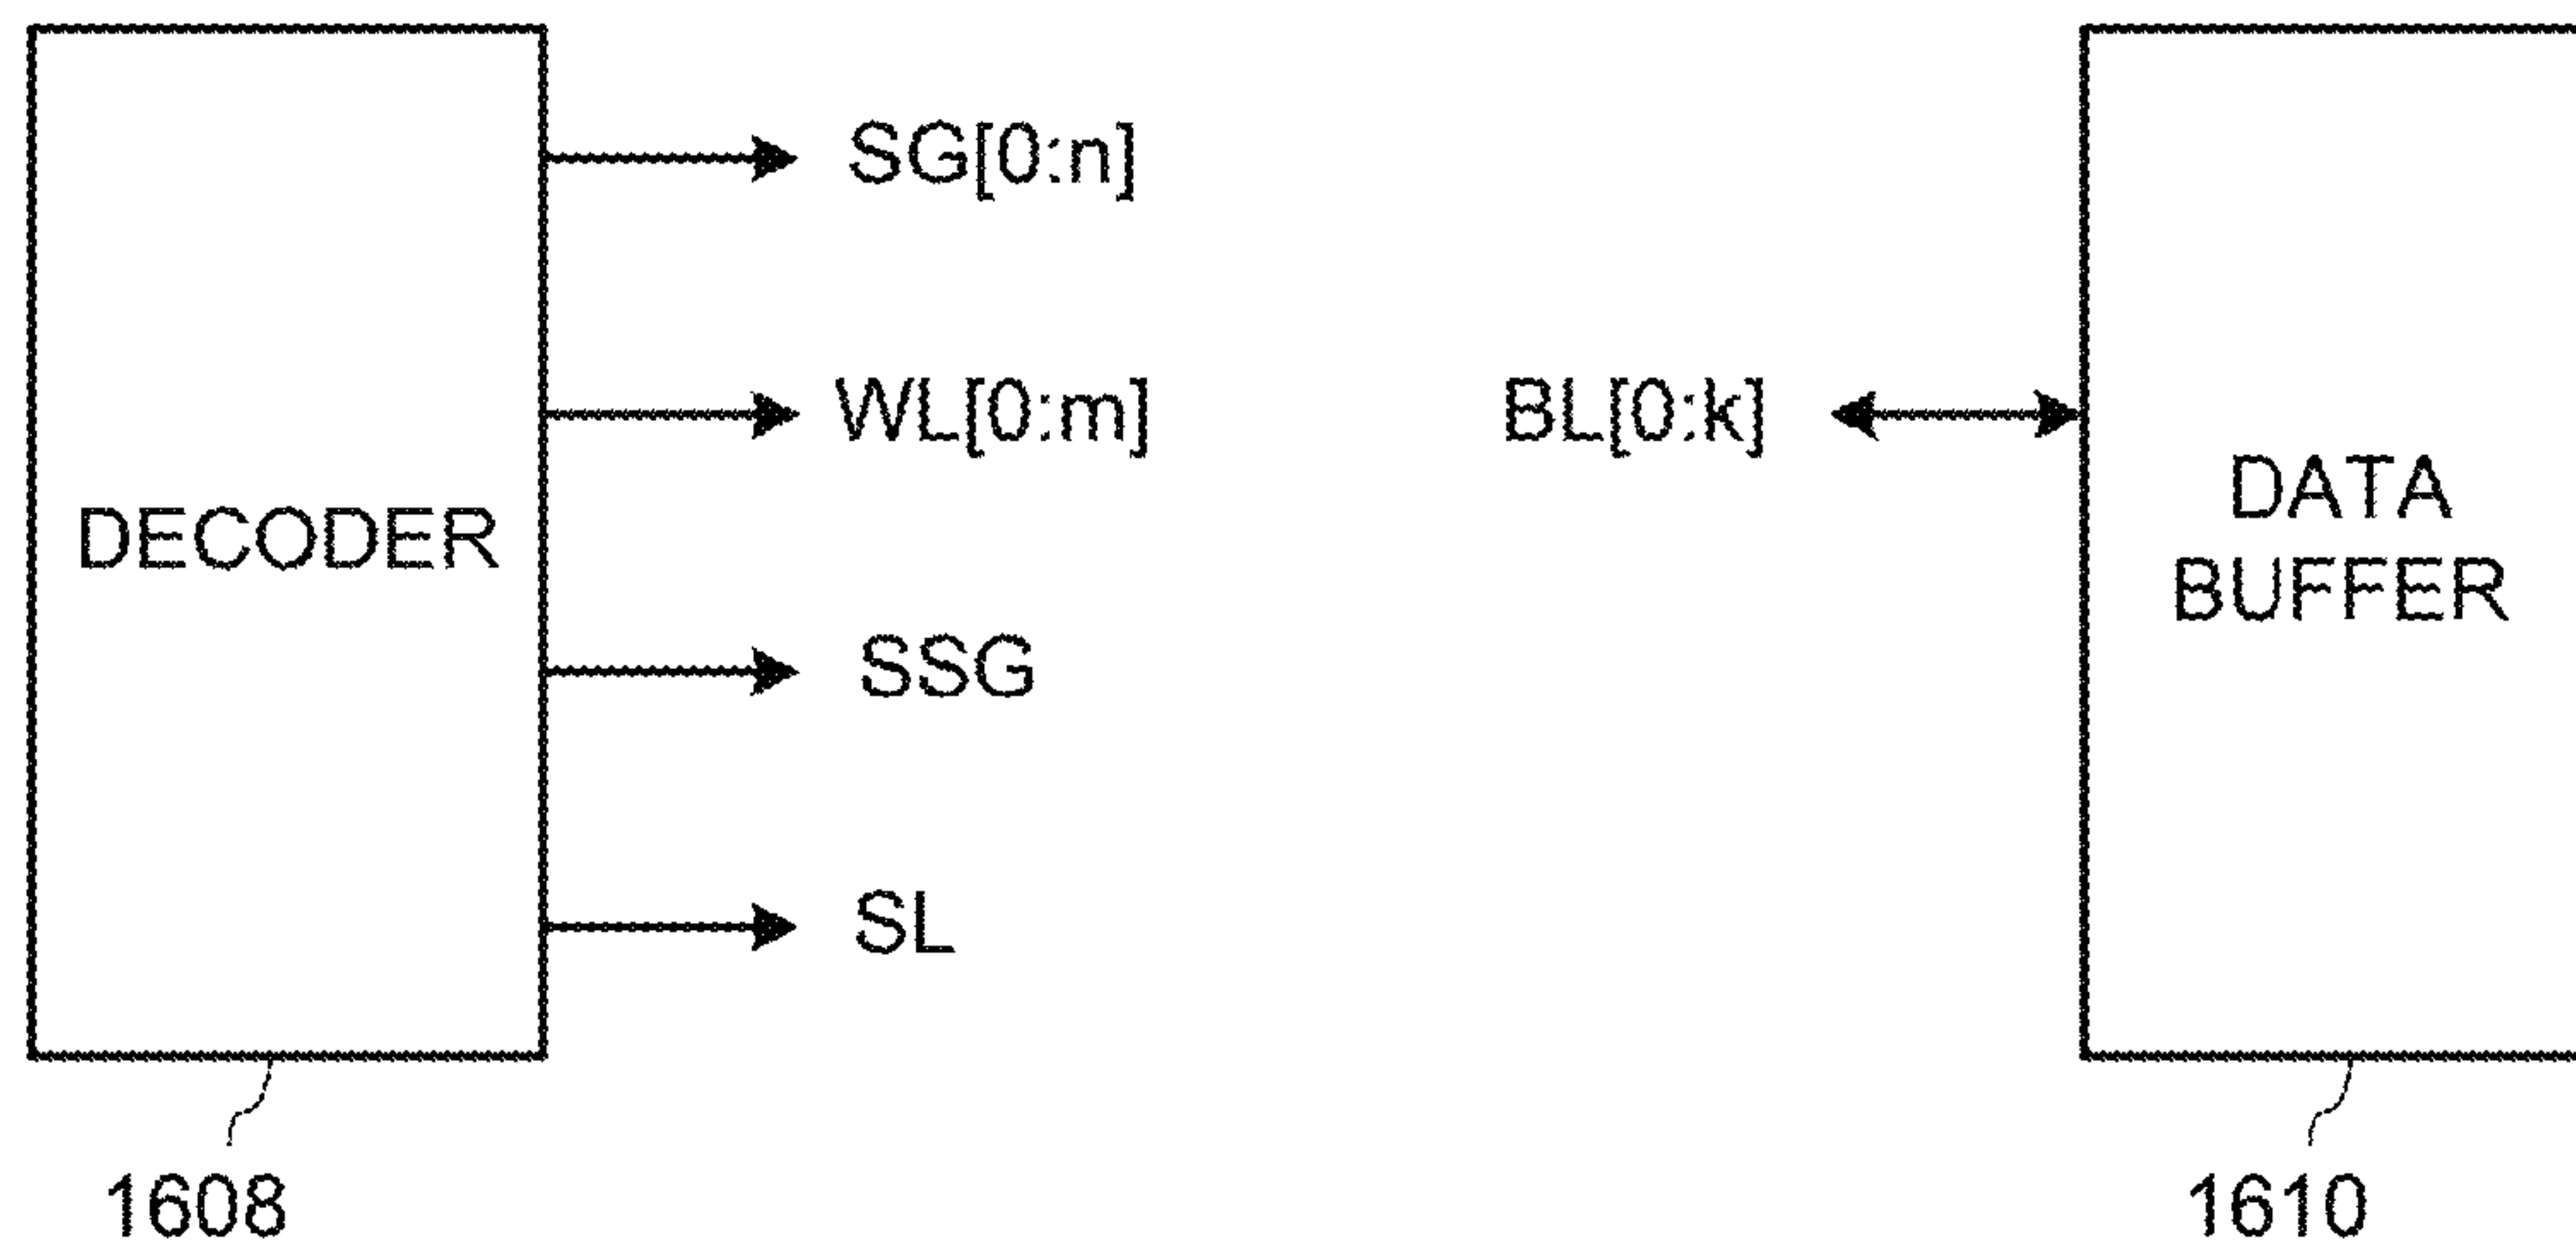 SG[0:n]
WL[0:m]
BL[0:k]
DECODER
DATA
BUFFER
SSG
SL
1608
1610